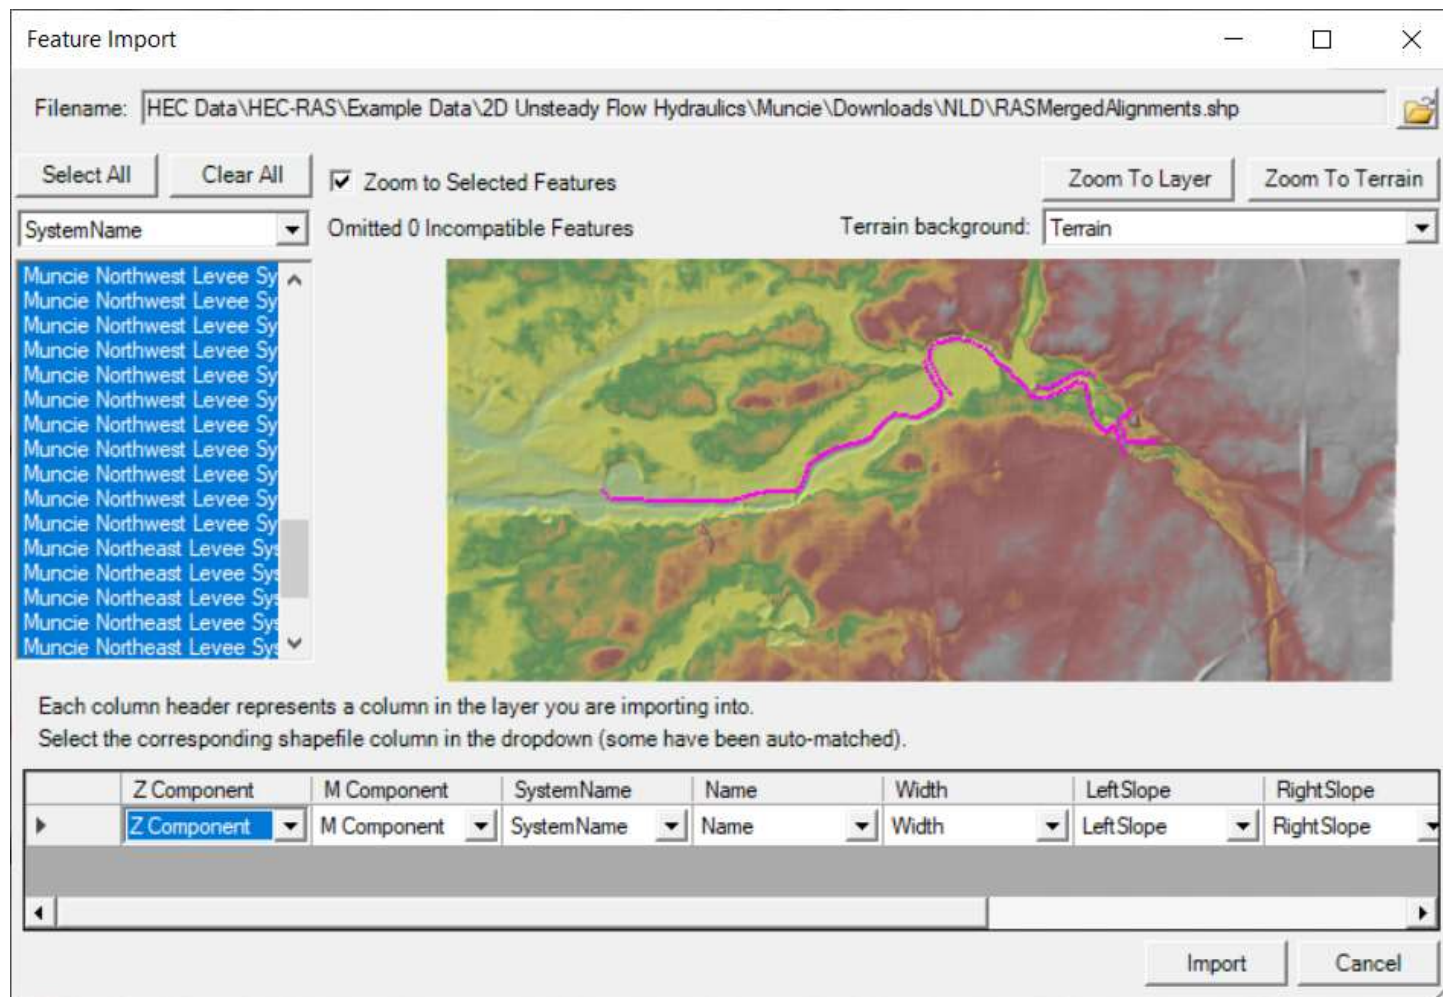 Feature Import
Filename: HEC Data\HEC-RAS\Example Data\2D Unsteady Flow Hydraulics\Muncie\Downloads\NLD\RASMergedAlignments.shp
Select All Clear All Zoom to Selected Features Zoom To Layer Zoom To Terrain
SystemName Omitted 0 Incompatible Features Terrain background: Terrain
Muncie Northwest Levee Sy
Muncie Northwest Levee Sy
Muncie Northwest Levee Sy
Muncie Northwest Levee Sy
Muncie Northwest Levee Sy
Muncie Northwest Levee Sy
Muncie Northwest Levee Sy
Muncie Northwest Levee Sy
Muncie Northwest Levee Sy
Muncie Northwest Levee Sy
Muncie Northwest Levee Sy
Muncie Northeast Levee Sys
Muncie Northeast Levee Sys
Muncie Northeast Levee Sys
Muncie Northeast Levee Sys
Muncie Northeast Levee Sys
Each column header represents a column in the layer you are importing into.
Select the corresponding shapefile column in the dropdown (some have been auto-matched).
Z Component M Component SystemName Name Width LeftSlope RightSlope
Z Component M Component SystemName Name Width LeftSlope RightSlope
Import Cancel